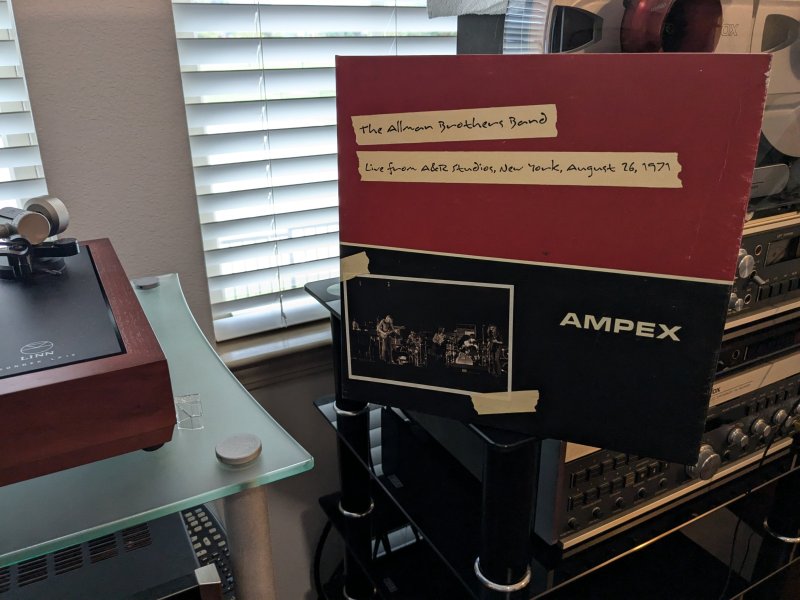 The Allman Brothers Band
Live from A&R Studios, New York, August 26, 1971
AMPEX
LINN